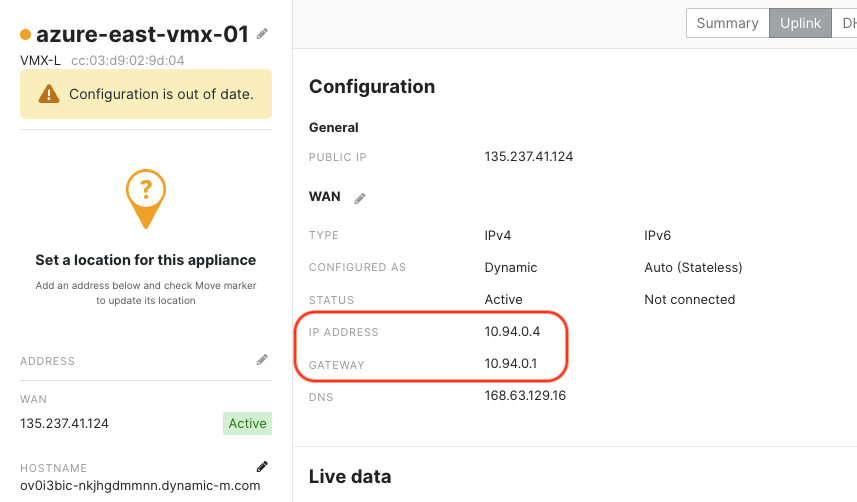 azure-east-vmx-01
VMX-L cc:03:d9:02:9d:04
Configuration is out of date.
?
Set a location for this appliance
Add an address below and check Move marker
to update its location
ADDRESS
WAN
135.237.41.124 Active
HOSTNAME
ov0i3bic-nkjhgdmmnn.dynamic-m.com
Summary Uplink DH
Configuration
General
PUBLIC IP 135.237.41.124
WAN
TYPE IPv4 IPv6
CONFIGURED AS Dynamic Auto (Stateless)
STATUS Active Not connected
IP ADDRESS 10.94.0.4
GATEWAY 10.94.0.1
DNS 168.63.129.16
Live data